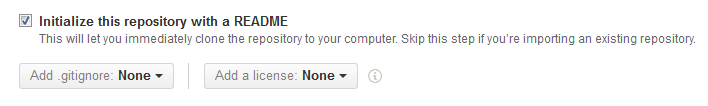 Initialize this repository with a README
This will let you immediately clone the repository to your computer. Skip this step if you're importing an existing repository.
Add .gitignore: None Add a license: None